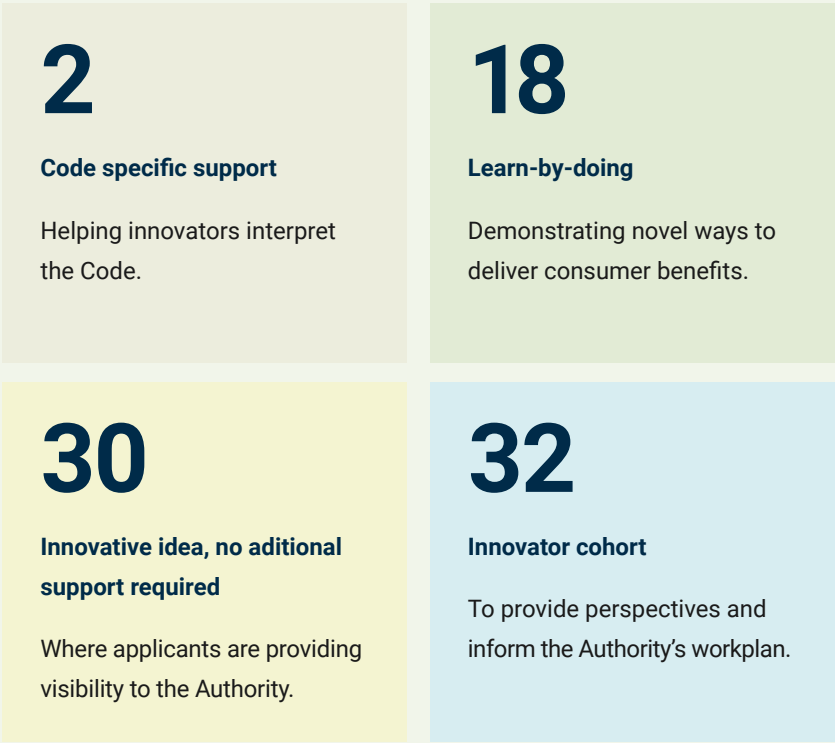 2
Code specific support
Helping innovators interpret
the Code.
18
Learn-by-doing
Demonstrating novel ways to
deliver consumer benefits.
30
Innovative idea, no aditional
support required
Where applicants are providing
visibility to the Authority.
32
Innovator cohort
To provide perspectives and
inform the Authority’s workplan.